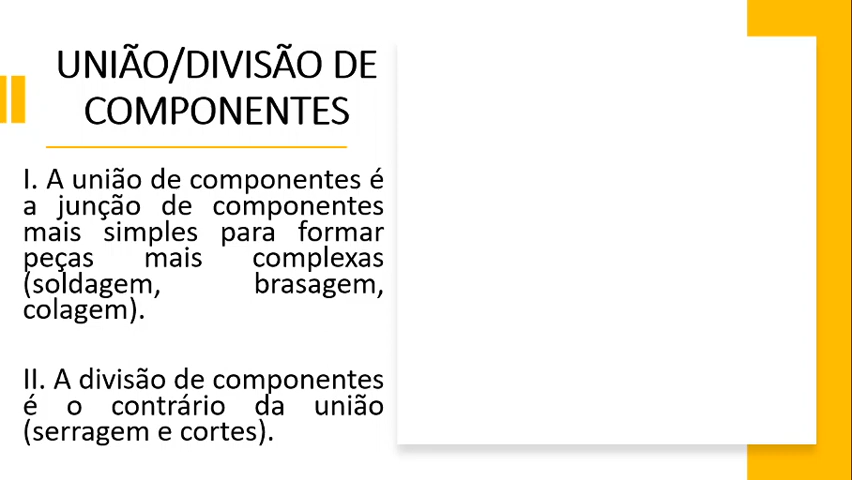 UNIÃO/DIVISÃO DE
COMPONENTES
I. A união de componentes é
a junção de componentes
mais simples para formar
peças mais complexas
(soldagem, brasagem,
colagem).
II. A divisão de componentes
é o contrário da união
(serragem e cortes).